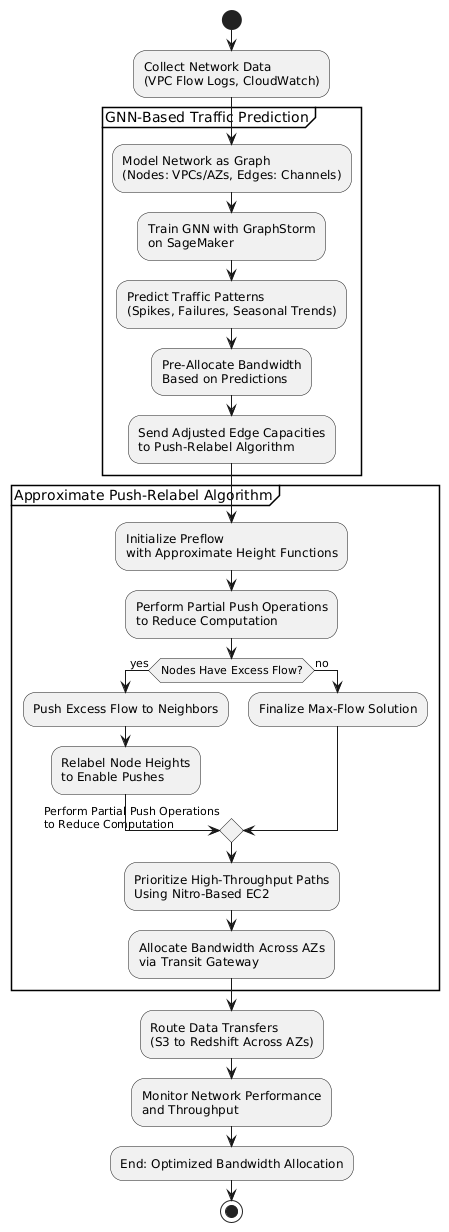 Collect Network Data
(VPC Flow Logs, CloudWatch)
GNN-Based Traffic Prediction
Model Network as Graph
(Nodes: VPCs/AZs, Edges: Channels)
Train GNN with GraphStorm
on SageMaker
Predict Traffic Patterns
(Spikes, Failures, Seasonal Trends)
Pre-Allocate Bandwidth
Based on Predictions
Send Adjusted Edge Capacities
to Push-Relabel Algorithm
Approximate Push-Relabel Algorithm
Initialize Preflow
with Approximate Height Functions
Perform Partial Push Operations
to Reduce Computation
yes
Nodes Have Excess Flow?
no
Push Excess Flow to Neighbors
Finalize Max-Flow Solution
Relabel Node Heights
to Enable Pushes
Perform Partial Push Operations
to Reduce Computation
Prioritize High-Throughput Paths
Using Nitro-Based EC2
Allocate Bandwidth Across AZs
via Transit Gateway
Route Data Transfers
(S3 to Redshift Across AZs)
Monitor Network Performance
and Throughput
End: Optimized Bandwidth Allocation